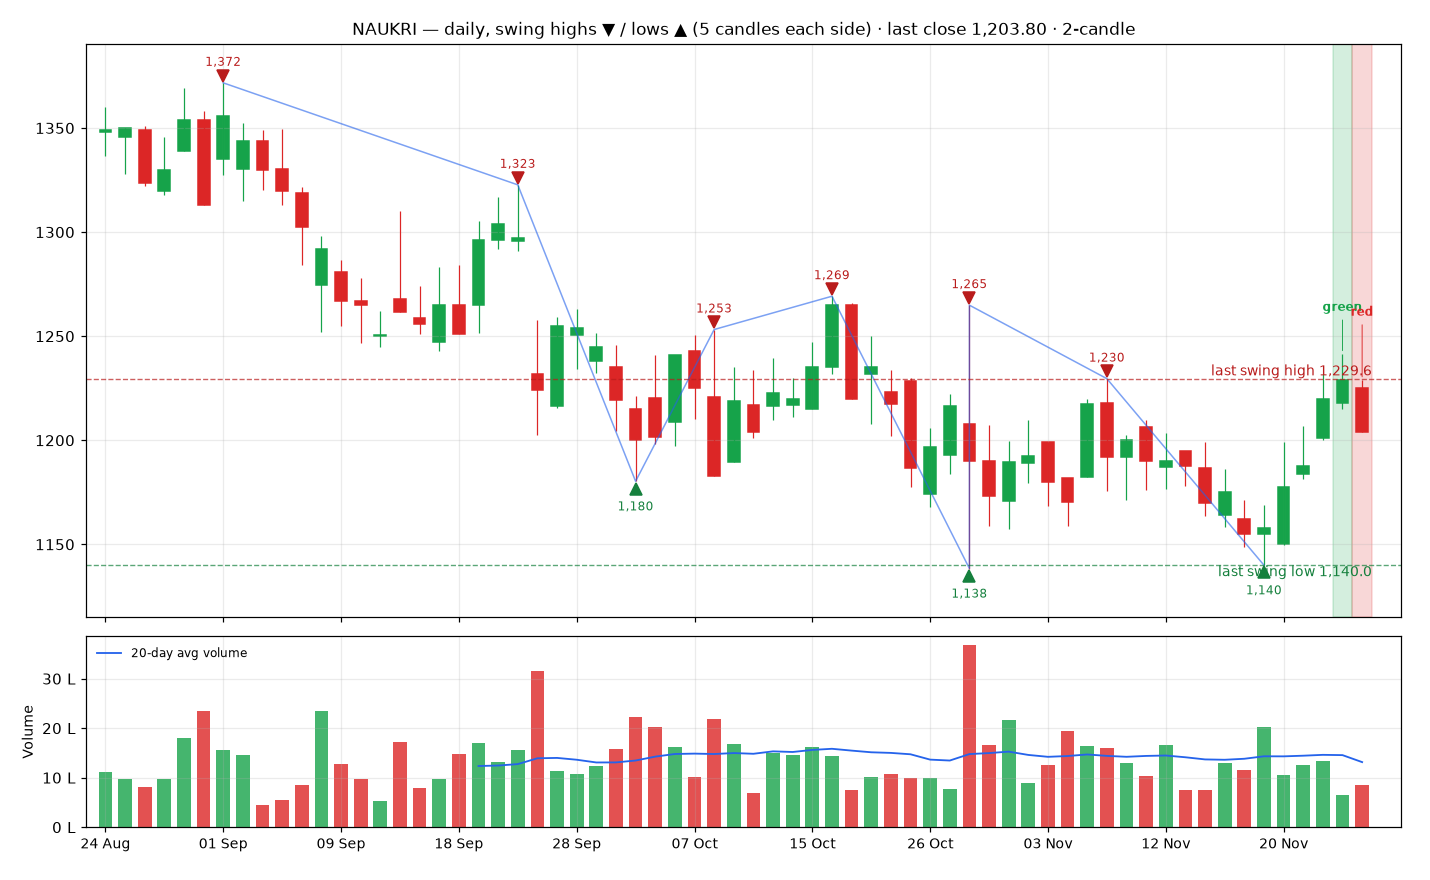 NAUKRI — daily, swing highs ▼ / lows ▲ (5 candles each side) · last close 1,203.80 · 2-candle
1,372
1350
1,323
1300
green
red
1,269
1,265
1,253
1250
1,230
last swing high 1,229.6
1200
1,180
1150
last swing low 1,140.0
1,138
1,140
20-day avg volume
Volume
30 L
20 L
10 L
0 L
24 Aug 01 Sep 09 Sep 18 Sep 28 Sep 07 Oct 15 Oct 26 Oct 03 Nov 12 Nov 20 Nov